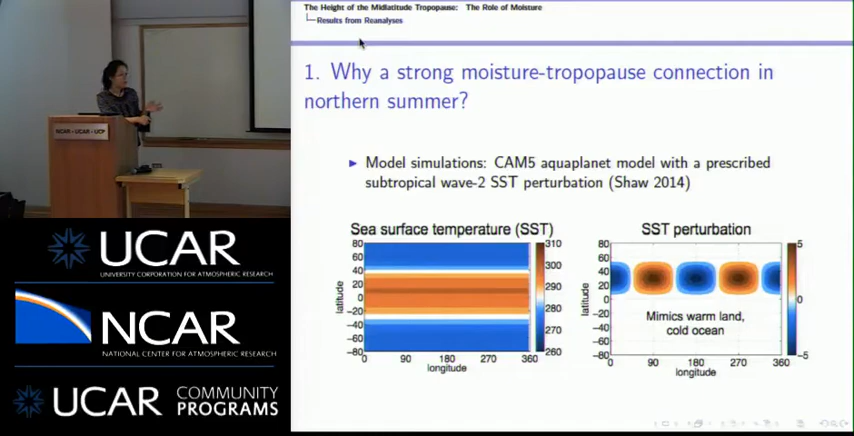 The Height of the Midlatitude Tropopause: The Role of Moisture
Results from Reanalyses
1. Why a strong moisture-tropopause connection in
northern summer?
Model simulations: CAM5 aquaplanet model with a prescribed
subtropical wave-2 SST perturbation (Shaw 2014)
Sea surface temperature (SST)
80
60
40
20
0
−20
−40
−60
−80
latitude
0 90 180 270 360
longitude
310
300
290
280
270
260
SST perturbation
80
60
40
20
0
−20
−40
−60
−80
latitude
Mimics warm land,
cold ocean
0 90 180 270 360
longitude
5
0
−5
NCAR • UCAR • UCP
UCAR
UNIVERSITY CORPORATION FOR ATMOSPHERIC RESEARCH
NCAR
NATIONAL CENTER FOR ATMOSPHERIC RESEARCH
UCAR COMMUNITY
PROGRAMS